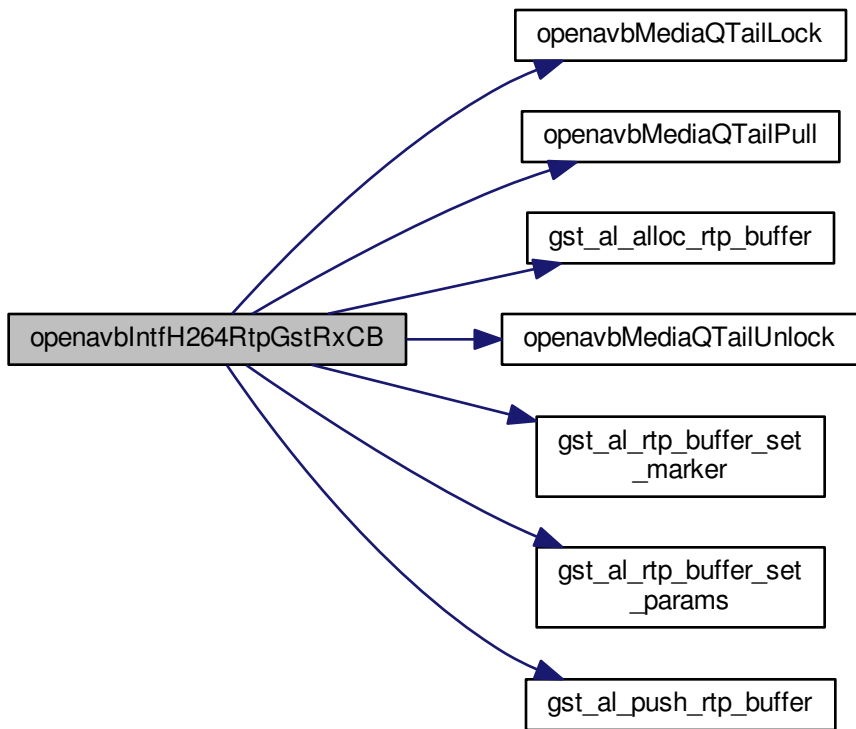 openavbMediaQTailLock
openavbMediaQTailPull
gst_al_alloc_rtp_buffer
openavbIntfH264RtpGstRxCB
openavbMediaQTailUnlock
gst_al_rtp_buffer_set
_marker
gst_al_rtp_buffer_set
_params
gst_al_push_rtp_buffer